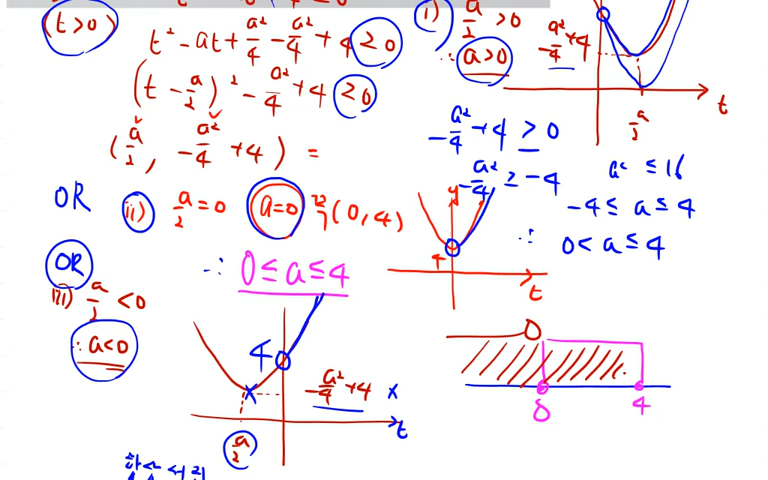 (t>0)
t² - at + a²/4 - a²/4 + 4 ≥ 0
(t - a/2)² - a²/4 + 4 ≥ 0
(a/2, -a²/4 + 4) =
i) a/2 > 0
∴ a>0
-a²/4 + 4
t
a/2
-a²/4 + 4 ≥ 0
-a²/4 ≥ -4
a² ≤ 16
-4 ≤ a ≤ 4
∴ 0 < a ≤ 4
OR
ii) a/2 = 0
a=0
(0, 4)
y
4
t
∴ 0 ≤ a ≤ 4
OR
iii) a/2 < 0
∴ a<0
4
-a²/4 + 4 x
t
a/2
0 4